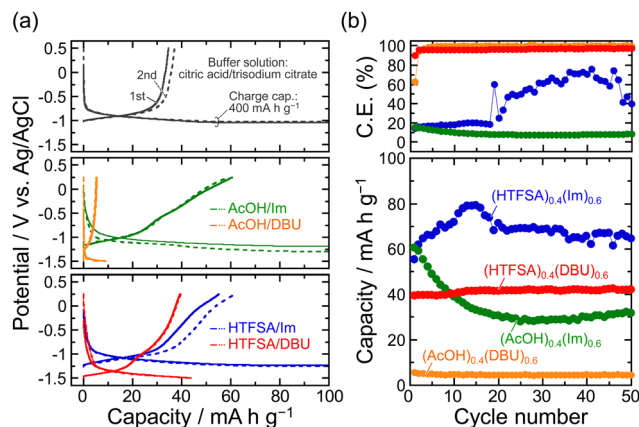 (a)
Potential / V vs. Ag/AgCl
0.5
0
−0.5
−1
−1.5
Buffer solution:
citric acid/trisodium citrate
2nd
1st
Charge cap.:
400 mA h g⁻¹
0.5
0
−0.5
−1
−1.5
AcOH/Im
AcOH/DBU
0.5
0
−0.5
−1
−1.5
HTFSA/Im
HTFSA/DBU
0 20 40 60 80 100
Capacity / mA h g⁻¹
(b)
C.E. (%)
100
80
60
40
20
0
Capacity / mA h g⁻¹
100
80
60
40
20
0
(HTFSA)₀.₄(Im)₀.₆
(HTFSA)₀.₄(DBU)₀.₆
(AcOH)₀.₄(Im)₀.₆
(AcOH)₀.₄(DBU)₀.₆
0 10 20 30 40 50
Cycle number